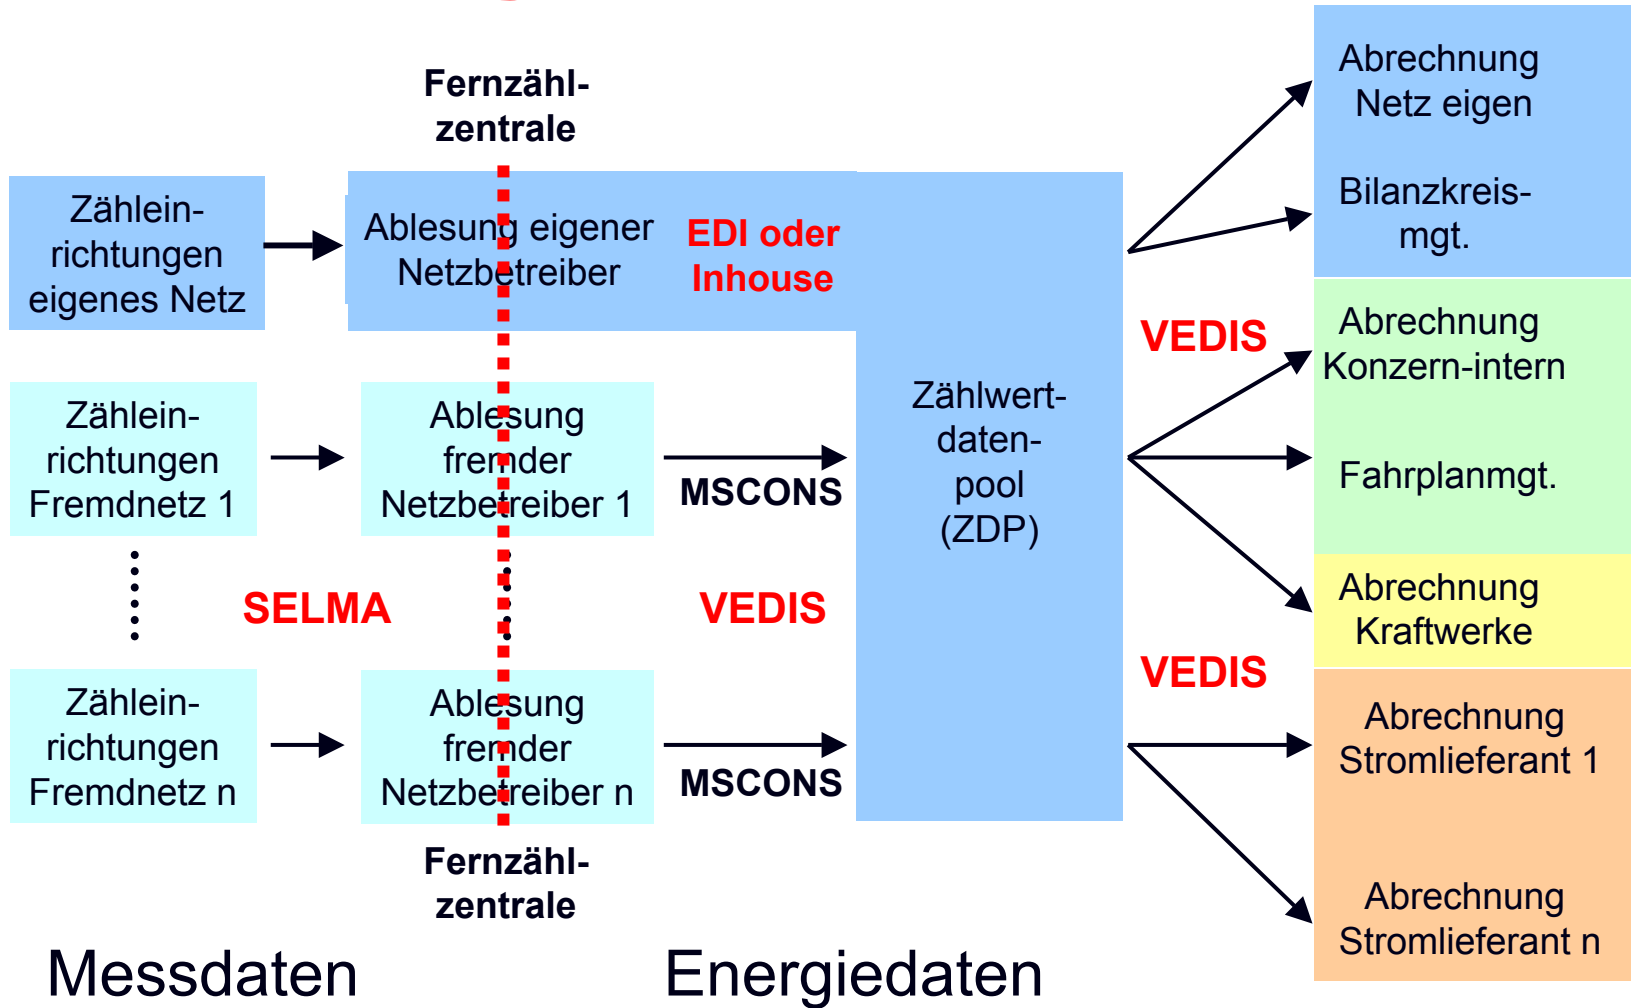 Fernzähl-
zentrale
Zählein-
richtungen
eigenes Netz
Ablesung eigener
Netzbetreiber
EDI oder
Inhouse
Zählein-
richtungen
Fremdnetz 1
Ablesung
fremder
Netzbetreiber 1
MSCONS
SELMA
VEDIS
Zählein-
richtungen
Fremdnetz n
Ablesung
fremder
Netzbetreiber n
MSCONS
Fernzähl-
zentrale
Zählwert-
daten-
pool
(ZDP)
VEDIS
VEDIS
Abrechnung
Netz eigen
Bilanzkreis-
mgt.
Abrechnung
Konzern-intern
Fahrplanmgt.
Abrechnung
Kraftwerke
Abrechnung
Stromlieferant 1
Abrechnung
Stromlieferant n
Messdaten
Energiedaten